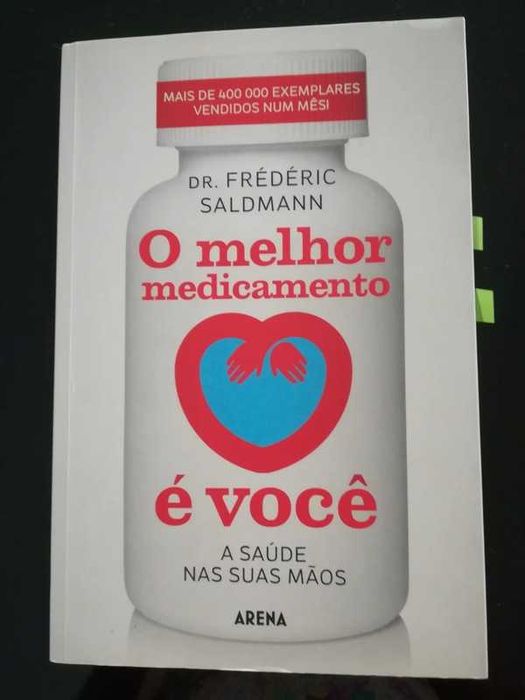 MAIS DE 400 000 EXEMPLARES
VENDIDOS NUM MÊS!
DR. FRÉDÉRIC
SALDMANN
O melhor
medicamento
é você
A SAÚDE
NAS SUAS MÃOS
ARENA